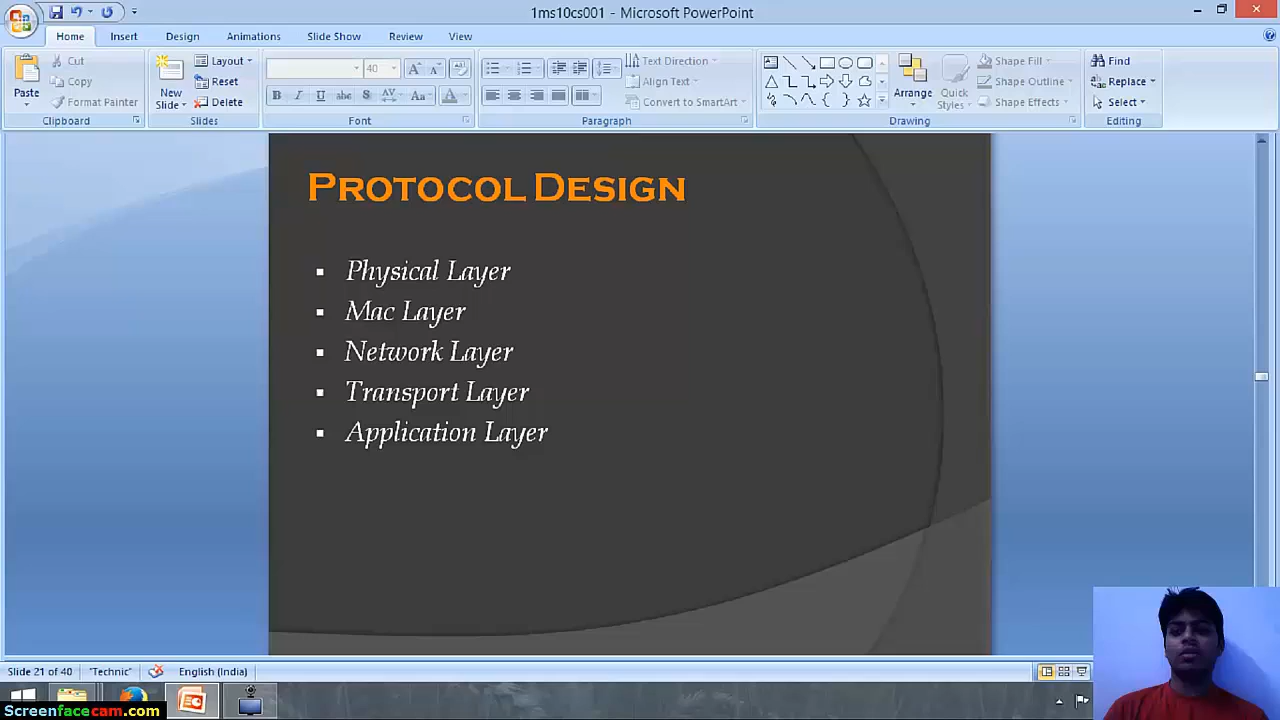 1ms10cs001 - Microsoft PowerPoint
Home Insert Design Animations Slide Show Review View
Paste
Cut
Copy
Format Painter
Clipboard
New
Slide
Layout
Reset
Delete
Slides
40
B I U abc S AV Aa A
Font
Text Direction
Align Text
Convert to SmartArt
Paragraph
Arrange
Quick
Styles
Shape Fill
Shape Outline
Shape Effects
Drawing
Find
Replace
Select
Editing
Protocol Design
Physical Layer
Mac Layer
Network Layer
Transport Layer
Application Layer
Slide 21 of 40 "Technic" English (India)
Screenfacecam.com